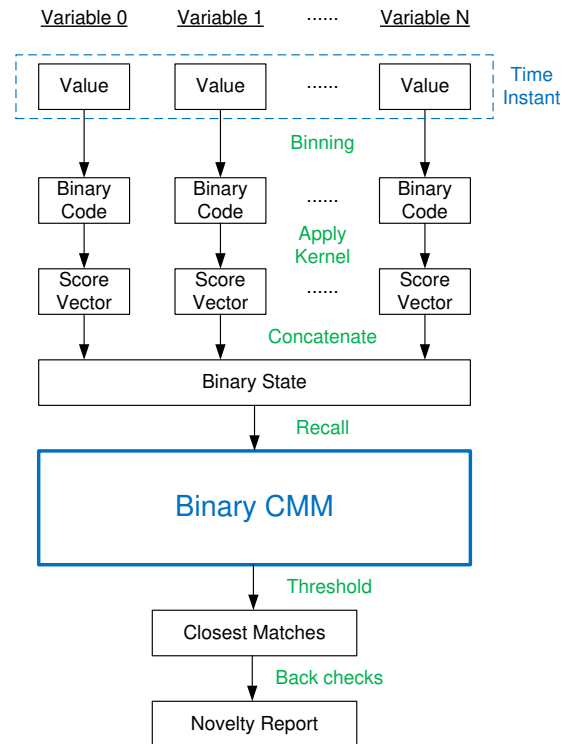 Variable 0 Variable 1 ...... Variable N
Value Value ...... Value
Time
Instant
Binning
Binary Binary ...... Binary
Code Code Code
Apply
Kernel
Score Score Score
Vector Vector ...... Vector
Concatenate
Binary State
Recall
Binary CMM
Threshold
Closest Matches
Back checks
Novelty Report